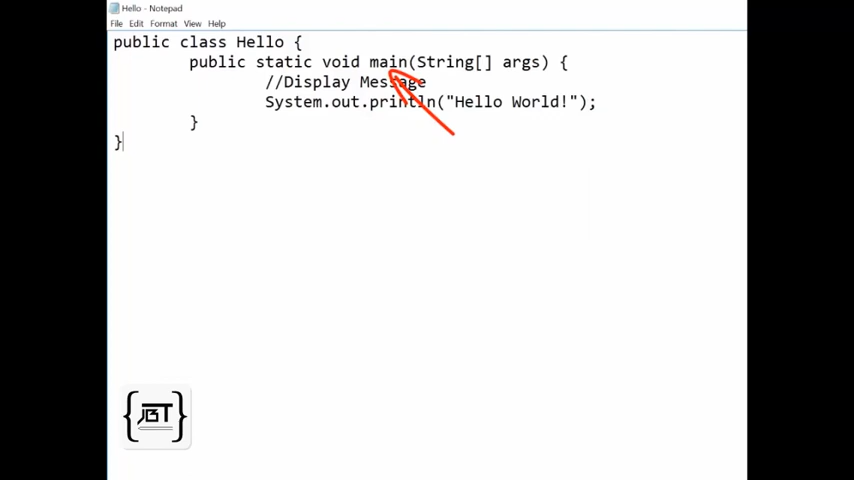 Hello - Notepad
File Edit Format View Help
public class Hello {
public static void main(String[] args) {
//Display Message
System.out.println("Hello World!");
}
}
{BT}